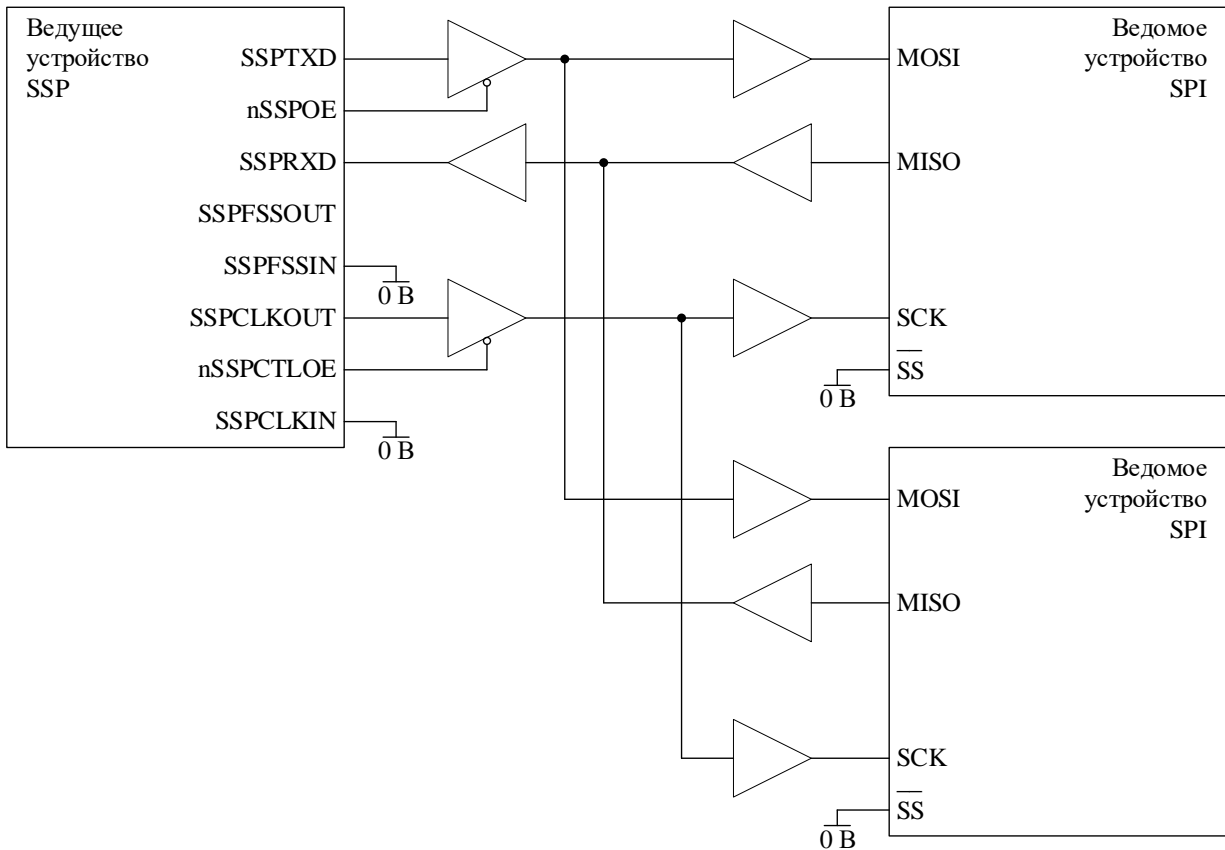 Ведущее
устройство
SSP
SSPTXD
nSSPOE
SSPRXD
SSPFSSOUT
SSPFSSIN
0 В
SSPCLKOUT
nSSPCTLOE
SSPCLKIN
0 В
Ведомое
устройство
SPI
MOSI
MISO
SCK
SS
0 В
Ведомое
устройство
SPI
MOSI
MISO
SCK
SS
0 В